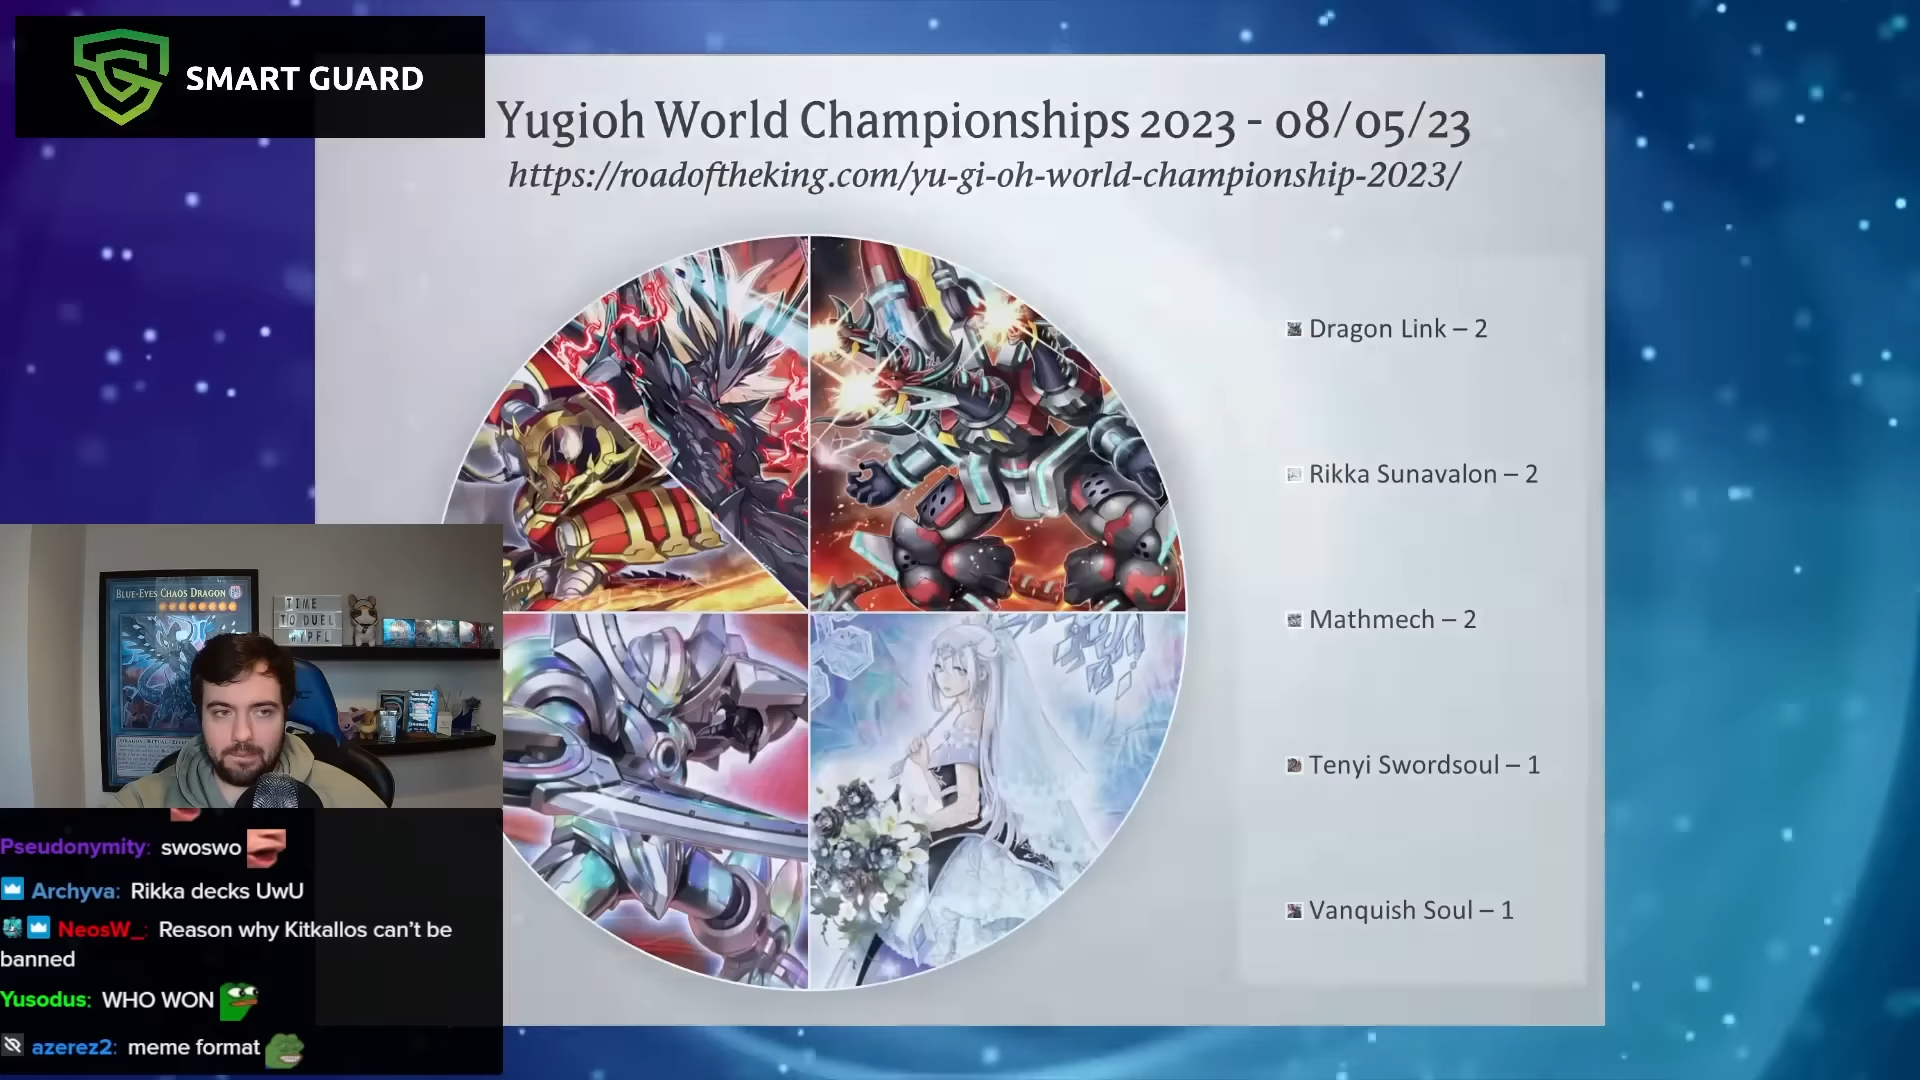 SMART GUARD
Yugioh World Championships 2023 - 08/05/23
https://roadoftheking.com/yu-gi-oh-world-championship-2023/
Dragon Link – 2
Rikka Sunavalon – 2
Mathmech – 2
Tenyi Swordsoul – 1
Vanquish Soul – 1
BLUE-EYES CHAOS DRAGON
TIME
TO DUEL
Pseudonymity: swoswo
Archyva: Rikka decks UwU
NeosW_: Reason why Kitkallos can’t be
banned
Yusodus: WHO WON
azerez2: meme format